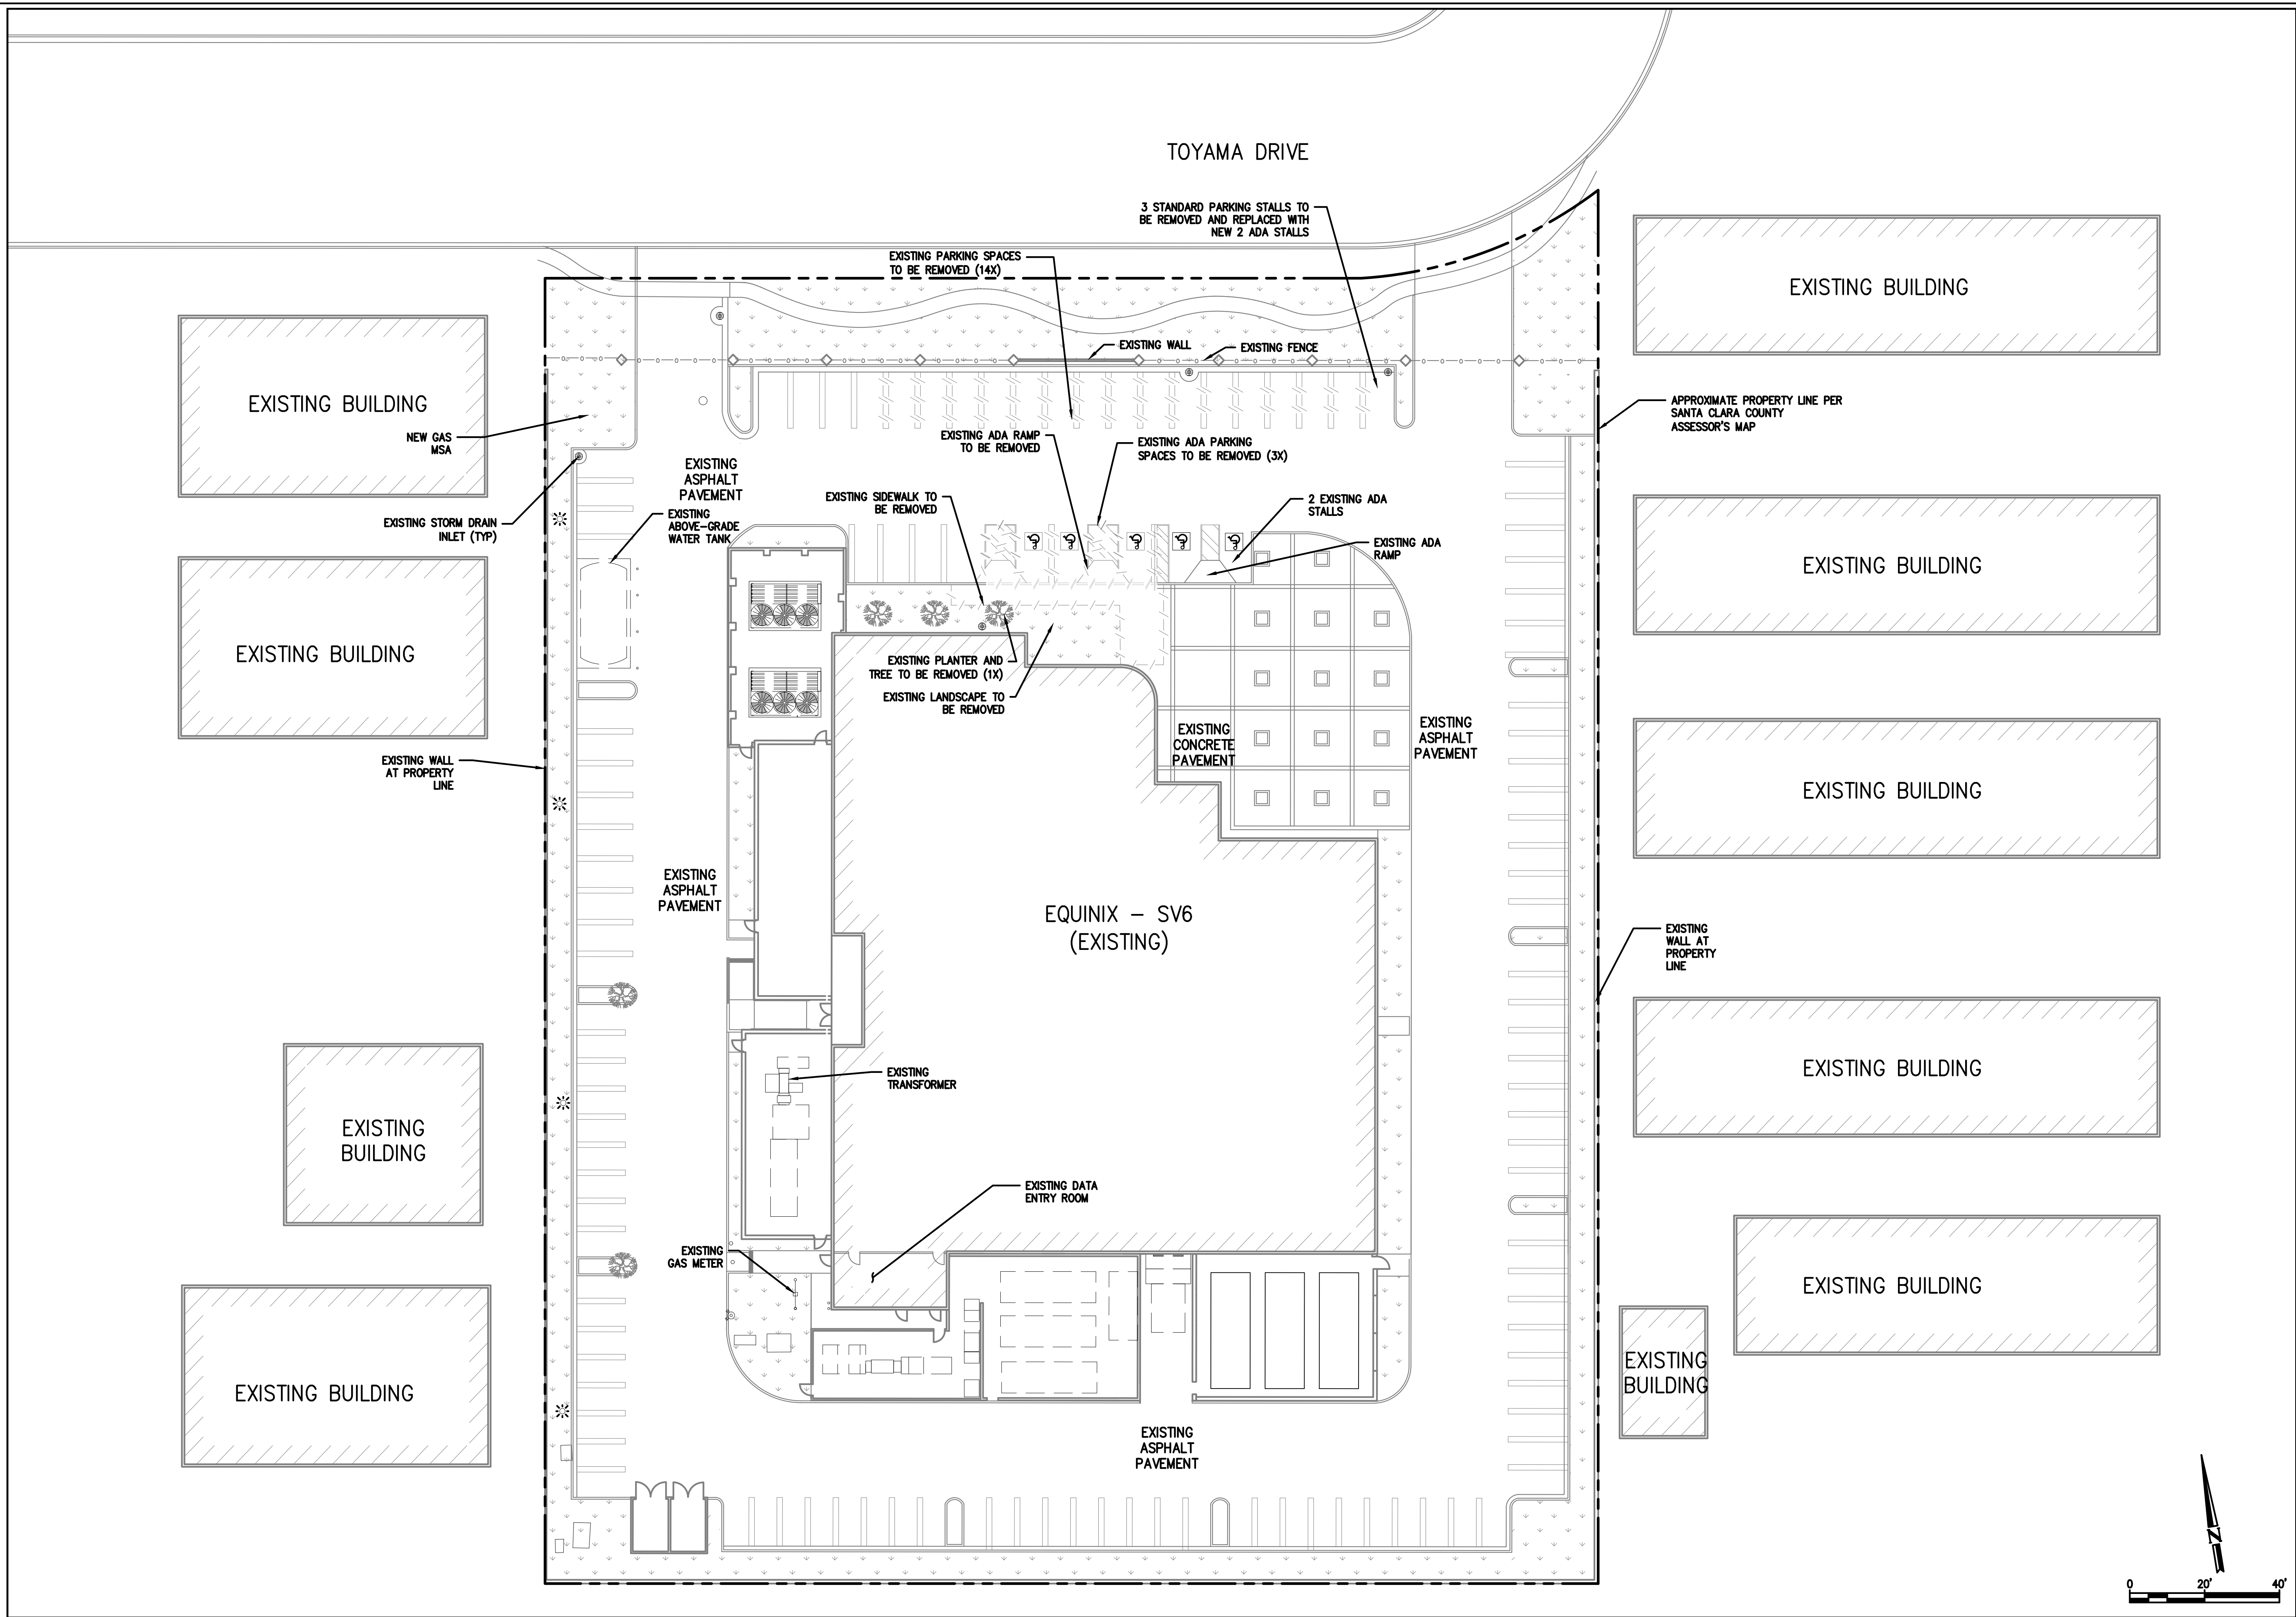 TOYAMA DRIVE
3 STANDARD PARKING STALLS TO
BE REMOVED AND REPLACED WITH
NEW 2 ADA STALLS
EXISTING PARKING SPACES
TO BE REMOVED (14X)
EXISTING BUILDING
EXISTING WALL
EXISTING FENCE
EXISTING BUILDING
APPROXIMATE PROPERTY LINE PER
SANTA CLARA COUNTY
ASSESSOR'S MAP
NEW GAS
MSA
EXISTING ADA RAMP
TO BE REMOVED
EXISTING ADA PARKING
SPACES TO BE REMOVED (3X)
EXISTING
ASPHALT
PAVEMENT
EXISTING SIDEWALK TO
BE REMOVED
2 EXISTING ADA
STALLS
EXISTING STORM DRAIN
INLET (TYP)
EXISTING
ABOVE-GRADE
WATER TANK
EXISTING ADA
RAMP
EXISTING BUILDING
EXISTING BUILDING
EXISTING PLANTER AND
TREE TO BE REMOVED (1X)
EXISTING LANDSCAPE TO
BE REMOVED
EXISTING
CONCRETE
PAVEMENT
EXISTING
ASPHALT
PAVEMENT
EXISTING WALL
AT PROPERTY
LINE
EXISTING BUILDING
EXISTING
ASPHALT
PAVEMENT
EQUINIX - SV6
(EXISTING)
EXISTING
WALL AT
PROPERTY
LINE
EXISTING
TRANSFORMER
EXISTING BUILDING
EXISTING
BUILDING
EXISTING DATA
ENTRY ROOM
EXISTING
GAS METER
EXISTING BUILDING
EXISTING
BUILDING
EXISTING BUILDING
EXISTING
ASPHALT
PAVEMENT
N
0 20' 40'